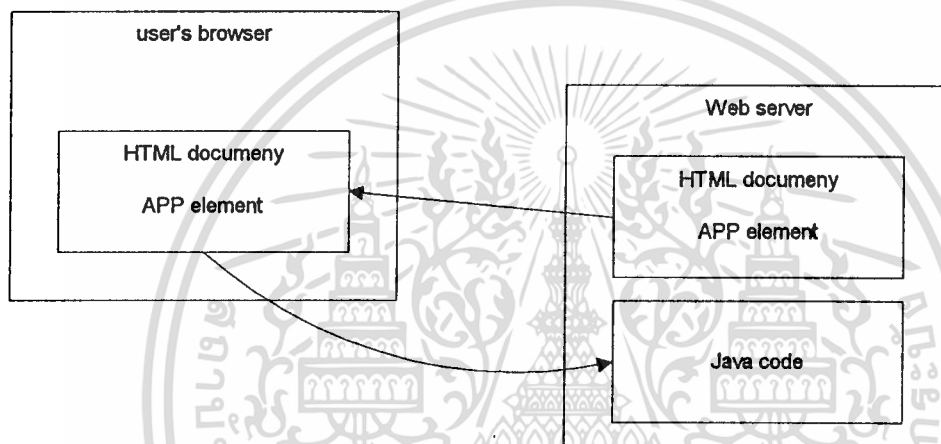 user's browser
HTML documeny
APP element
Web server
HTML documeny
APP element
Java code